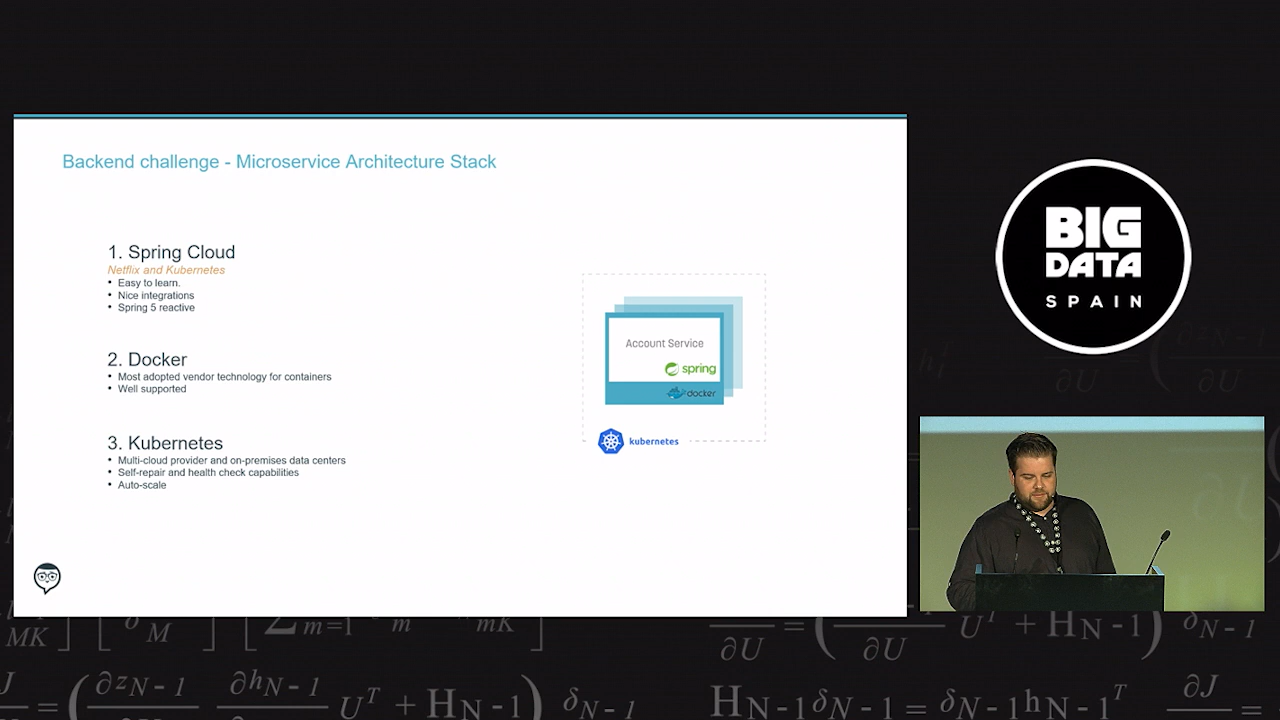 Backend challenge - Microservice Architecture Stack
1. Spring Cloud
Netflix and Kubernetes
• Easy to learn.
• Nice integrations
• Spring 5 reactive
2. Docker
• Most adopted vendor technology for containers
• Well supported
3. Kubernetes
• Multi-cloud provider and on-premises data centers
• Self-repair and health check capabilities
• Auto-scale
Account Service
spring
docker
kubernetes
BIG
DATA
SPAIN